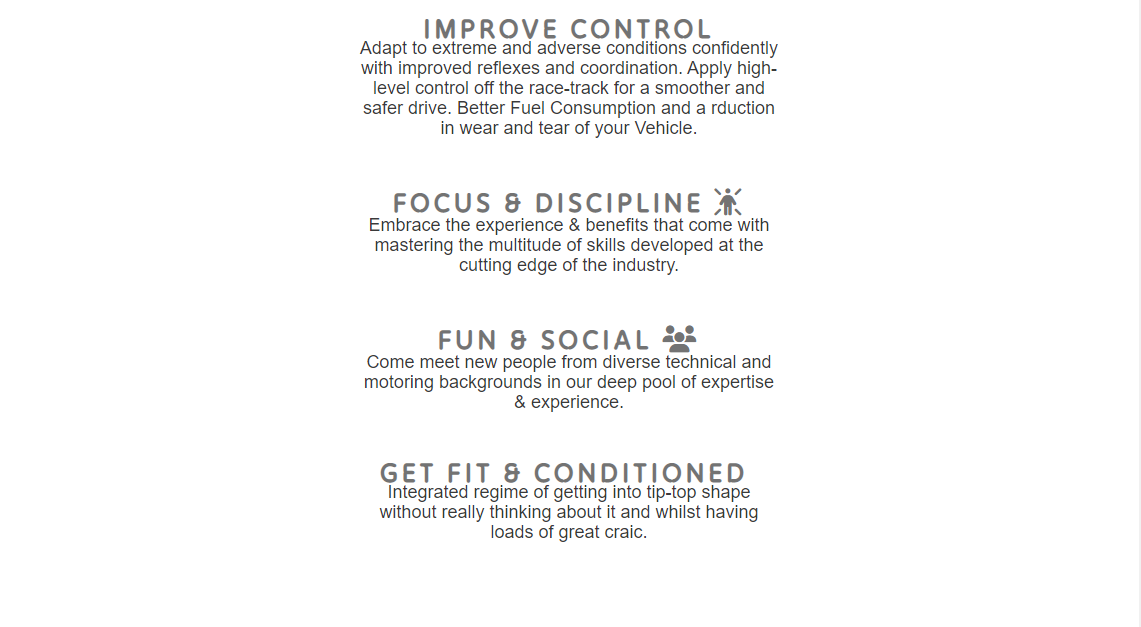 IMPROVE CONTROL
Adapt to extreme and adverse conditions confidently
with improved reflexes and coordination. Apply high-
level control off the race-track for a smoother and
safer drive. Better Fuel Consumption and a rduction
in wear and tear of your Vehicle.
FOCUS & DISCIPLINE
Embrace the experience & benefits that come with
mastering the multitude of skills developed at the
cutting edge of the industry.
FUN & SOCIAL
Come meet new people from diverse technical and
motoring backgrounds in our deep pool of expertise
& experience.
GET FIT & CONDITIONED
Integrated regime of getting into tip-top shape
without really thinking about it and whilst having
loads of great craic.